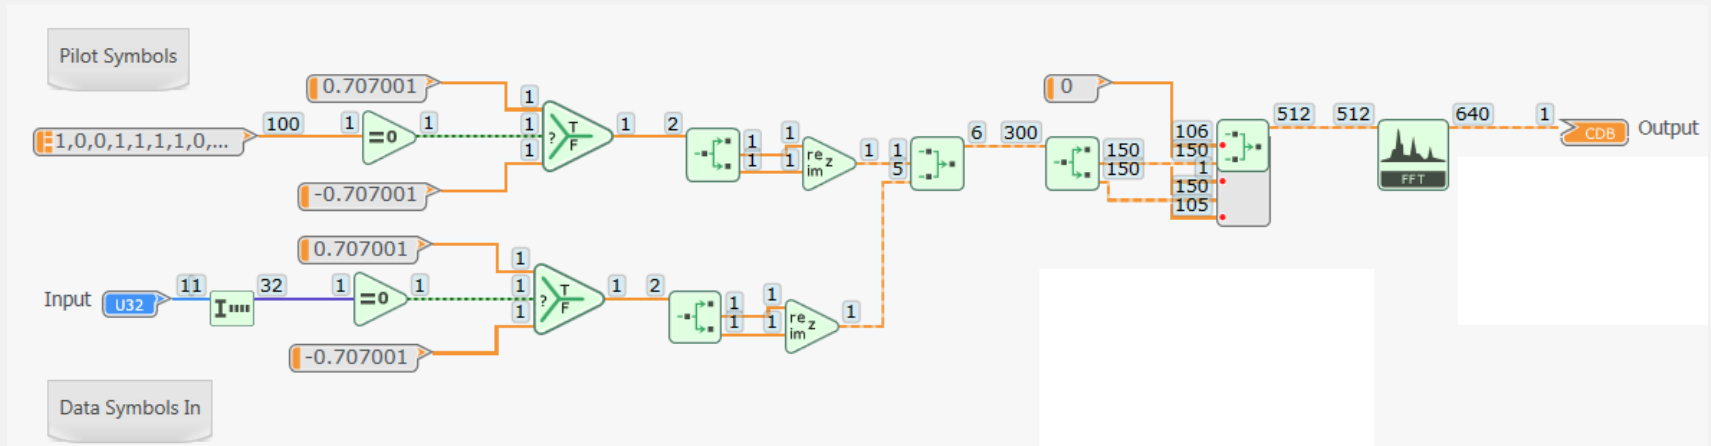 Pilot Symbols
0.707001
1
1,0,0,1,1,1,1,0,...
100
1
=0
1
1
?
T
F
1
2
1
-0.707001
1
1
1
1
re
im
z
1
1
5
6
300
0
150
150
106
150
1
150
105
512
512
FFT
640
1
CDB
Output
0.707001
1
Input
U32
11
I
32
1
=0
1
1
?
T
F
1
2
1
-0.707001
1
1
1
1
re
im
z
1
Data Symbols In